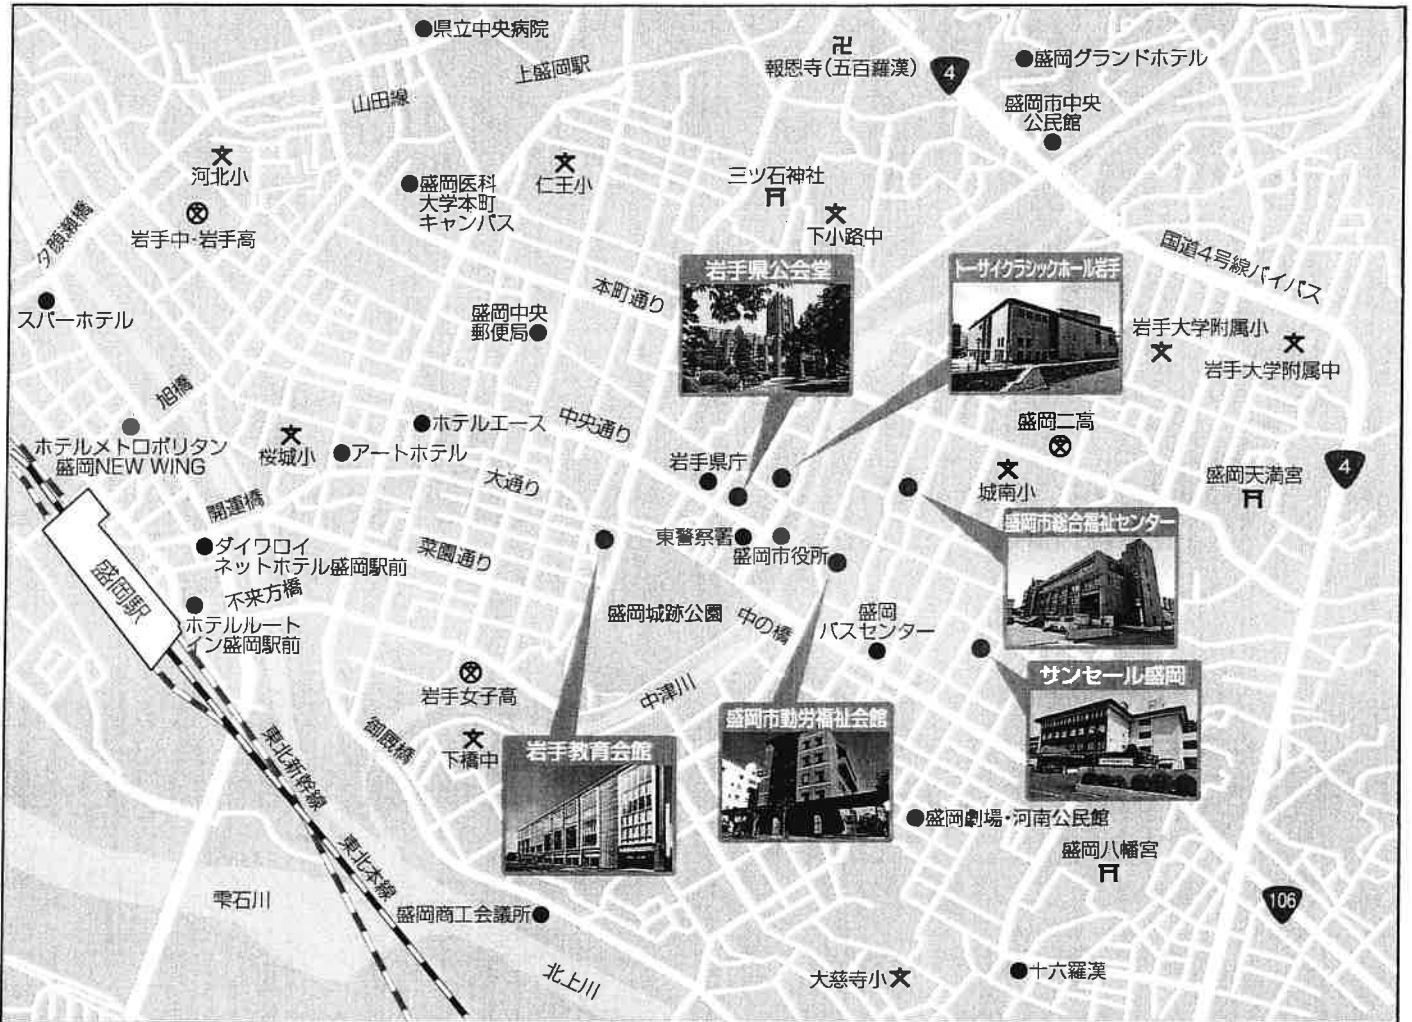 県立中央病院
上盛岡駅
山田線
卍
報恩寺(五百羅漢)
4
盛岡グランドホテル
盛岡市中央
公民館
文
河北小
文
岩手中・岩手高
盛岡医科
大学本町
キャンパス
文
仁王小
三ツ石神社
文
下小路中
夕顔瀬橋
国道4号線バイパス
岩手県公会堂
トーサイクラシックホール岩手
スパーホテル
盛岡中央
郵便局
本町通り
岩手大学附属小
文
文
岩手大学附属中
旭橋
ホテルメトロポリタン
盛岡NEW WING
文
桜城小
ホテルエース
アートホテル
中央通り
大通り
岩手県庁
盛岡二高
文
文
城南小
盛岡天満宮
4
開運橋
菜園通り
ダイワロイ
ネットホテル盛岡駅前
東警察署
盛岡市役所
盛岡市総合福祉センター
盛岡駅
不来方橋
ホテルルート
イン盛岡駅前
盛岡城跡公園
中の橋
盛岡
バスセンター
文
岩手女子高
中津川
サンセール盛岡
御厩橋
文
下橋中
岩手教育会館
盛岡市勤労福祉会館
東北新幹線
東北本線
盛岡劇場・河南公民館
盛岡八幡宮
雫石川
盛岡商工会議所
106
北上川
大慈寺小
文
十六羅漢